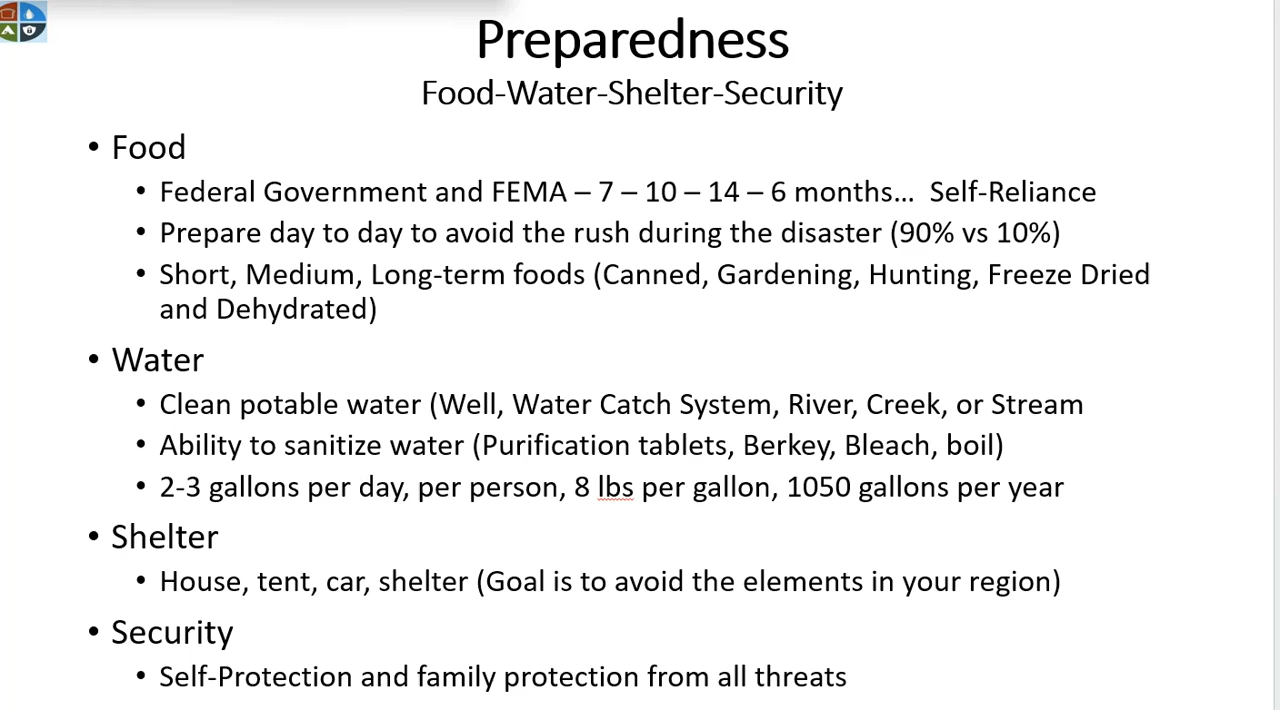 Preparedness
Food-Water-Shelter-Security
• Food
• Federal Government and FEMA – 7 – 10 – 14 – 6 months... Self-Reliance
• Prepare day to day to avoid the rush during the disaster (90% vs 10%)
• Short, Medium, Long-term foods (Canned, Gardening, Hunting, Freeze Dried
and Dehydrated)
• Water
• Clean potable water (Well, Water Catch System, River, Creek, or Stream
• Ability to sanitize water (Purification tablets, Berkey, Bleach, boil)
• 2-3 gallons per day, per person, 8 lbs per gallon, 1050 gallons per year
• Shelter
• House, tent, car, shelter (Goal is to avoid the elements in your region)
• Security
• Self-Protection and family protection from all threats